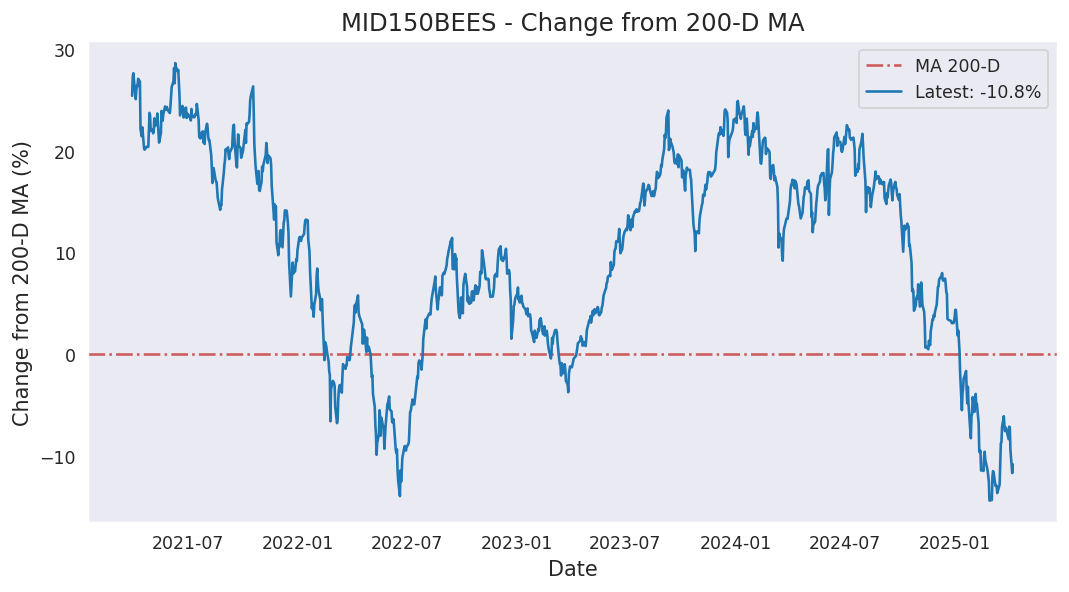 MID150BEES - Change from 200-D MA
Change from 200-D MA (%)
30
20
10
0
−10
MA 200-D
Latest: -10.8%
2021-07
2022-01
2022-07
2023-01
2023-07
2024-01
2024-07
2025-01
Date